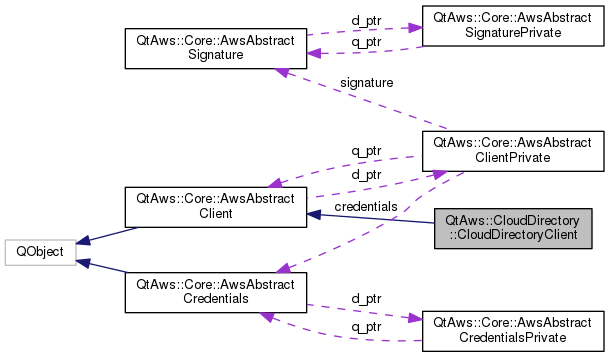 QtAws::Core::AwsAbstract
Signature
d_ptr
q_ptr
QtAws::Core::AwsAbstract
SignaturePrivate
signature
QtAws::Core::AwsAbstract
ClientPrivate
q_ptr
d_ptr
QtAws::Core::AwsAbstract
Client
credentials
QtAws::CloudDirectory
::CloudDirectoryClient
QObject
QtAws::Core::AwsAbstract
Credentials
d_ptr
q_ptr
QtAws::Core::AwsAbstract
CredentialsPrivate